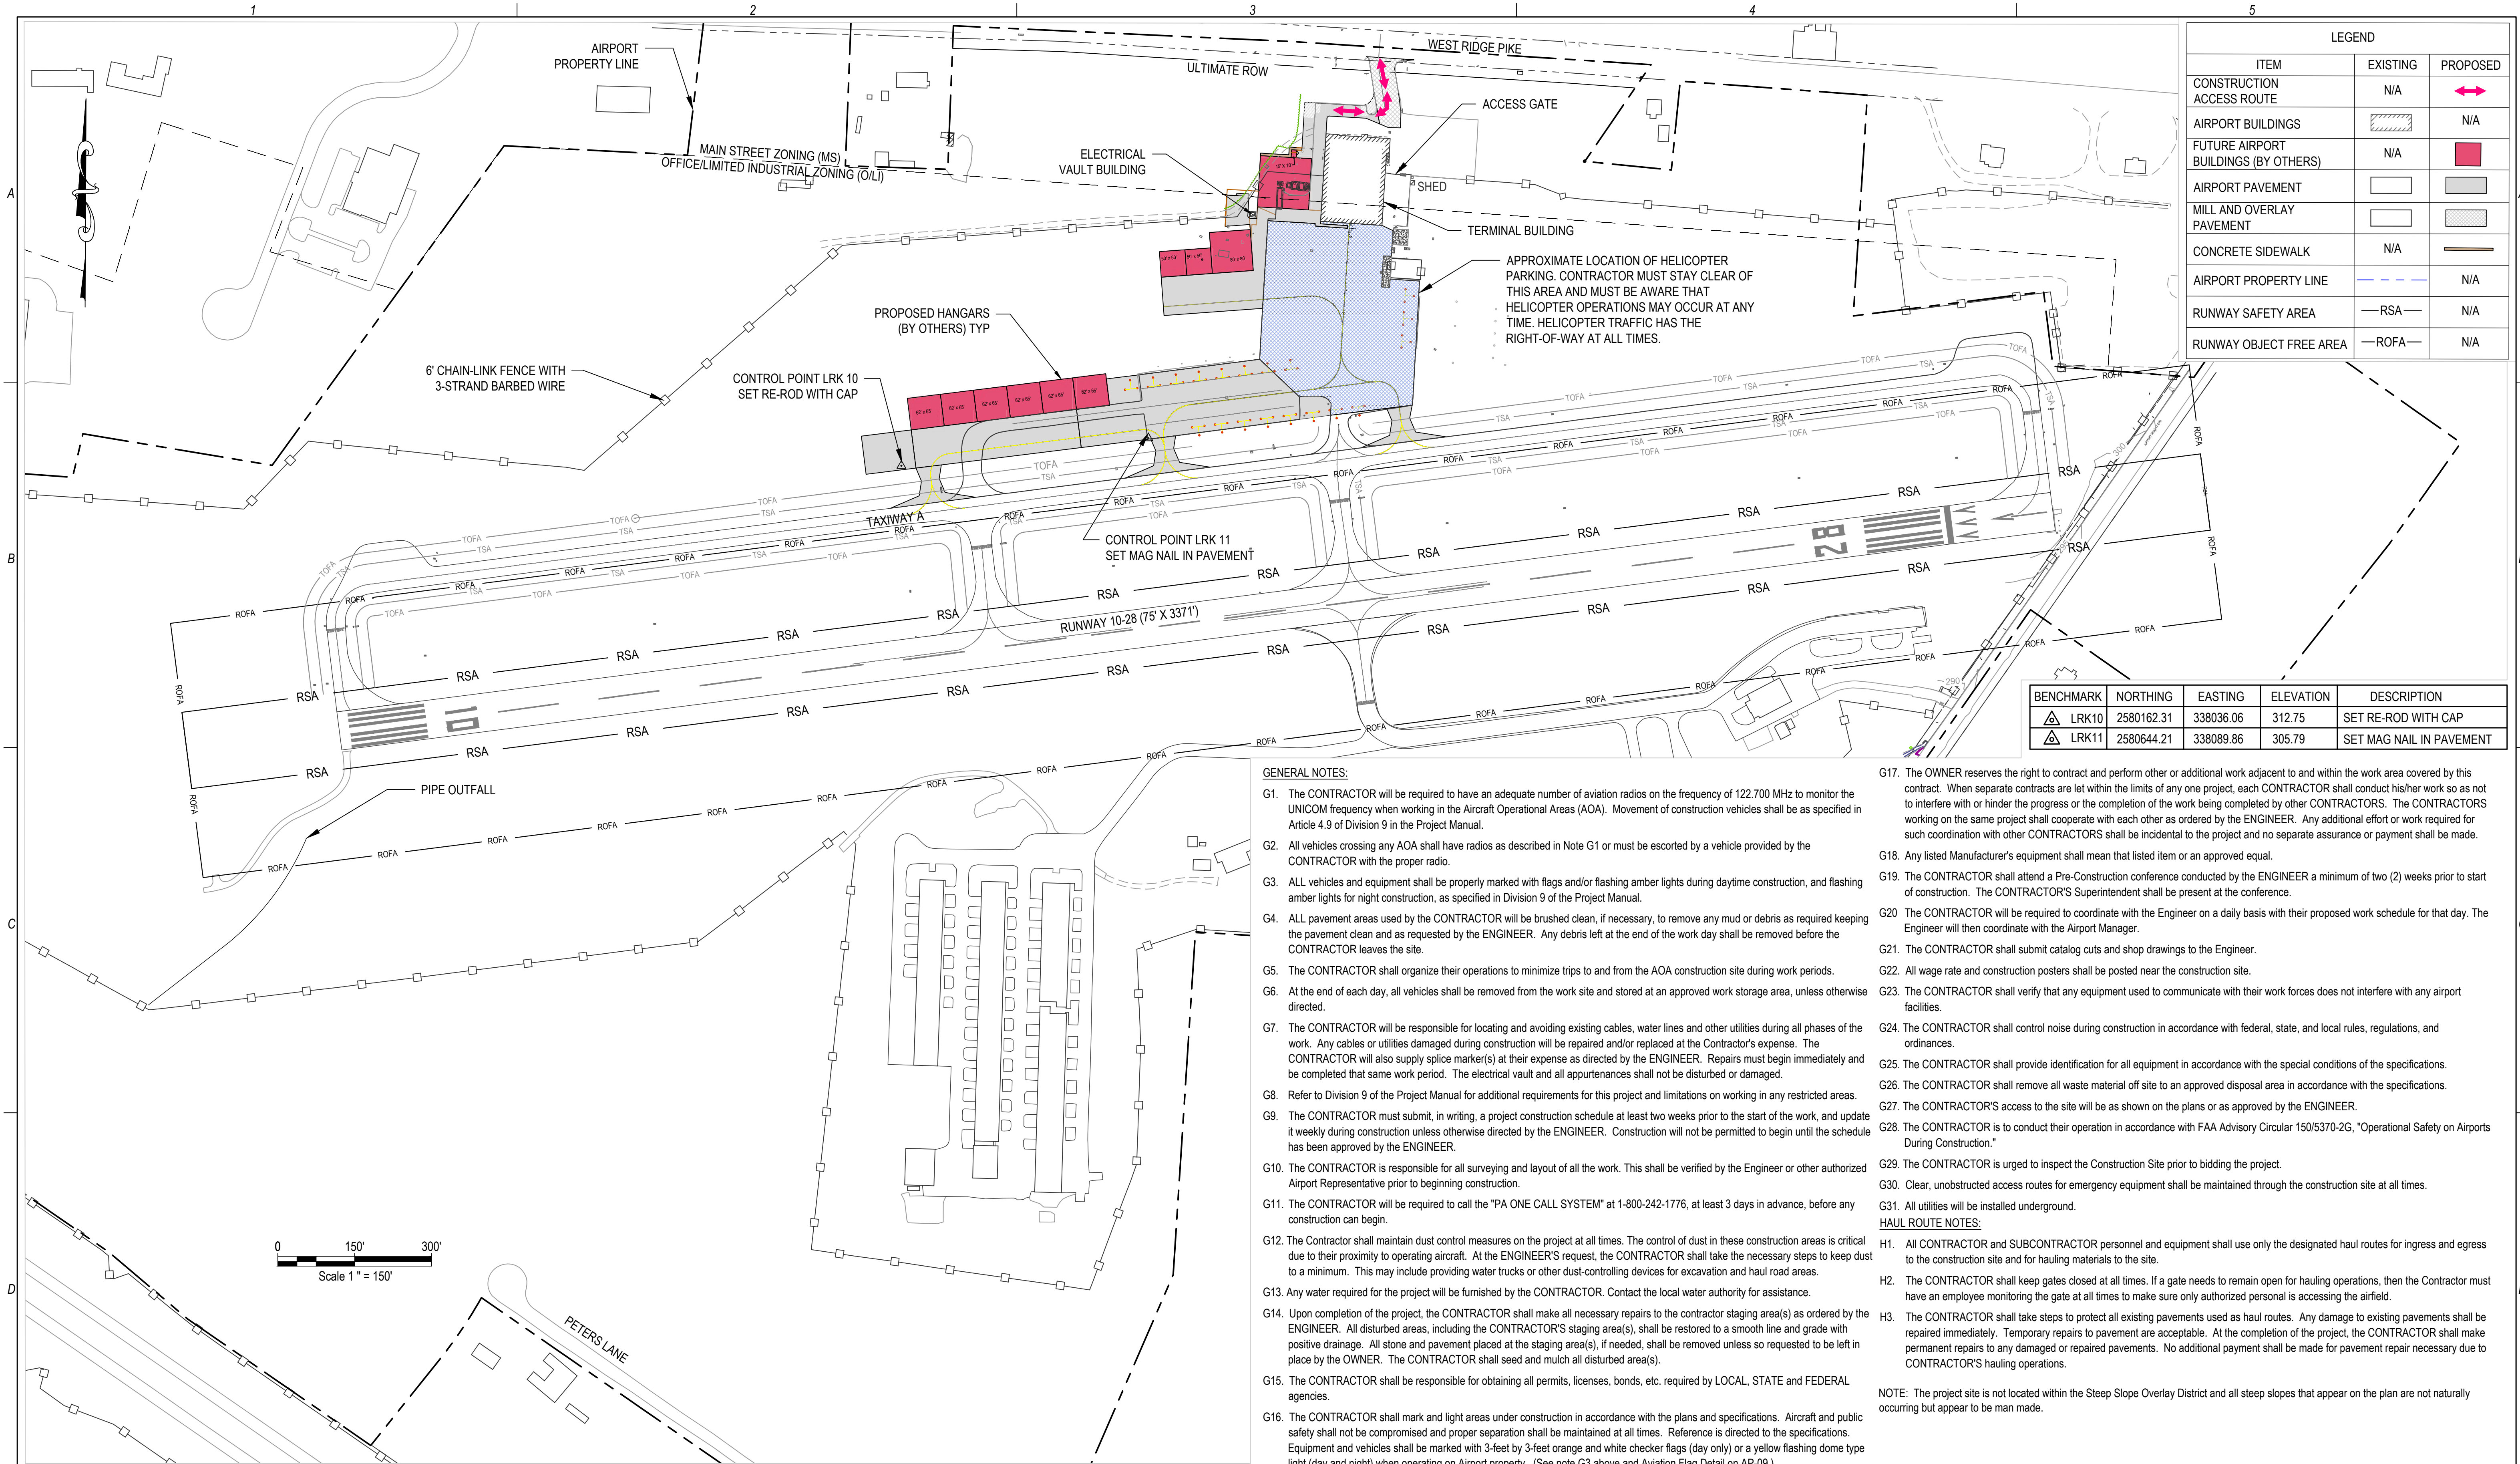 1
2
3
4
5
A
B
C
D
AIRPORT
PROPERTY LINE
WEST RIDGE PIKE
ULTIMATE ROW
ACCESS GATE
ELECTRICAL
VAULT BUILDING
MAIN STREET ZONING (MS)
OFFICE/LIMITED INDUSTRIAL ZONING (O/LI)
SHED
TERMINAL BUILDING
APPROXIMATE LOCATION OF HELICOPTER
PARKING. CONTRACTOR MUST STAY CLEAR OF
THIS AREA AND MUST BE AWARE THAT
HELICOPTER OPERATIONS MAY OCCUR AT ANY
TIME. HELICOPTER TRAFFIC HAS THE
RIGHT-OF-WAY AT ALL TIMES.
PROPOSED HANGARS
(BY OTHERS) TYP
6' CHAIN-LINK FENCE WITH
3-STRAND BARBED WIRE
CONTROL POINT LRK 10
SET RE-ROD WITH CAP
50' x 60'
50' x 60'
80' x 80'
62' x 65'
62' x 65'
62' x 65'
62' x 65'
62' x 65'
62' x 65'
TAXIWAY A
CONTROL POINT LRK 11
SET MAG NAIL IN PAVEMENT
RUNWAY 10-28 (75' X 3371')
28
10
RSA
ROFA
TOFA
TSA
300
295
290
PIPE OUTFALL
PETERS LANE
0 150' 300'
Scale 1 " = 150'
LEGEND
ITEM EXISTING PROPOSED
CONSTRUCTION
ACCESS ROUTE N/A
AIRPORT BUILDINGS N/A
FUTURE AIRPORT
BUILDINGS (BY OTHERS) N/A
AIRPORT PAVEMENT
MILL AND OVERLAY
PAVEMENT
CONCRETE SIDEWALK N/A
AIRPORT PROPERTY LINE N/A
RUNWAY SAFETY AREA RSA N/A
RUNWAY OBJECT FREE AREA ROFA N/A
BENCHMARK NORTHING EASTING ELEVATION DESCRIPTION
LRK10 2580162.31 338036.06 312.75 SET RE-ROD WITH CAP
LRK11 2580644.21 338089.86 305.79 SET MAG NAIL IN PAVEMENT
GENERAL NOTES:
G1. The CONTRACTOR will be required to have an adequate number of aviation radios on the frequency of 122.700 MHz to monitor the
UNICOM frequency when working in the Aircraft Operational Areas (AOA). Movement of construction vehicles shall be as specified in
Article 4.9 of Division 9 in the Project Manual.
G2. All vehicles crossing any AOA shall have radios as described in Note G1 or must be escorted by a vehicle provided by the
CONTRACTOR with the proper radio.
G3. ALL vehicles and equipment shall be properly marked with flags and/or flashing amber lights during daytime construction, and flashing
amber lights for night construction, as specified in Division 9 of the Project Manual.
G4. ALL pavement areas used by the CONTRACTOR will be brushed clean, if necessary, to remove any mud or debris as required keeping
the pavement clean and as requested by the ENGINEER. Any debris left at the end of the work day shall be removed before the
CONTRACTOR leaves the site.
G5. The CONTRACTOR shall organize their operations to minimize trips to and from the AOA construction site during work periods.
G6. At the end of each day, all vehicles shall be removed from the work site and stored at an approved work storage area, unless otherwise
directed.
G7. The CONTRACTOR will be responsible for locating and avoiding existing cables, water lines and other utilities during all phases of the
work. Any cables or utilities damaged during construction will be repaired and/or replaced at the Contractor's expense. The
CONTRACTOR will also supply splice marker(s) at their expense as directed by the ENGINEER. Repairs must begin immediately and
be completed that same work period. The electrical vault and all appurtenances shall not be disturbed or damaged.
G8. Refer to Division 9 of the Project Manual for additional requirements for this project and limitations on working in any restricted areas.
G9. The CONTRACTOR must submit, in writing, a project construction schedule at least two weeks prior to the start of the work, and update
it weekly during construction unless otherwise directed by the ENGINEER. Construction will not be permitted to begin until the schedule
has been approved by the ENGINEER.
G10. The CONTRACTOR is responsible for all surveying and layout of all the work. This shall be verified by the Engineer or other authorized
Airport Representative prior to beginning construction.
G11. The CONTRACTOR will be required to call the "PA ONE CALL SYSTEM" at 1-800-242-1776, at least 3 days in advance, before any
construction can begin.
G12. The Contractor shall maintain dust control measures on the project at all times. The control of dust in these construction areas is critical
due to their proximity to operating aircraft. At the ENGINEER'S request, the CONTRACTOR shall take the necessary steps to keep dust
to a minimum. This may include providing water trucks or other dust-controlling devices for excavation and haul road areas.
G13. Any water required for the project will be furnished by the CONTRACTOR. Contact the local water authority for assistance.
G14. Upon completion of the project, the CONTRACTOR shall make all necessary repairs to the contractor staging area(s) as ordered by the
ENGINEER. All disturbed areas, including the CONTRACTOR'S staging area(s), shall be restored to a smooth line and grade with
positive drainage. All stone and pavement placed at the staging area(s), if needed, shall be removed unless so requested to be left in
place by the OWNER. The CONTRACTOR shall seed and mulch all disturbed area(s).
G15. The CONTRACTOR shall be responsible for obtaining all permits, licenses, bonds, etc. required by LOCAL, STATE and FEDERAL
agencies.
G16. The CONTRACTOR shall mark and light areas under construction in accordance with the plans and specifications. Aircraft and public
safety shall not be compromised and proper separation shall be maintained at all times. Reference is directed to the specifications.
Equipment and vehicles shall be marked with 3-feet by 3-feet orange and white checker flags (day only) or a yellow flashing dome type
light (day and night) when operating on Airport property. (See note G3 above and Aviation Flag Detail on AP-09.)
G17. The OWNER reserves the right to contract and perform other or additional work adjacent to and within the work area covered by this
contract. When separate contracts are let within the limits of any one project, each CONTRACTOR shall conduct his/her work so as not
to interfere with or hinder the progress or the completion of the work being completed by other CONTRACTORS. The CONTRACTORS
working on the same project shall cooperate with each other as ordered by the ENGINEER. Any additional effort or work required for
such coordination with other CONTRACTORS shall be incidental to the project and no separate assurance or payment shall be made.
G18. Any listed Manufacturer's equipment shall mean that listed item or an approved equal.
G19. The CONTRACTOR shall attend a Pre-Construction conference conducted by the ENGINEER a minimum of two (2) weeks prior to start
of construction. The CONTRACTOR'S Superintendent shall be present at the conference.
G20 The CONTRACTOR will be required to coordinate with the Engineer on a daily basis with their proposed work schedule for that day. The
Engineer will then coordinate with the Airport Manager.
G21. The CONTRACTOR shall submit catalog cuts and shop drawings to the Engineer.
G22. All wage rate and construction posters shall be posted near the construction site.
G23. The CONTRACTOR shall verify that any equipment used to communicate with their work forces does not interfere with any airport
facilities.
G24. The CONTRACTOR shall control noise during construction in accordance with federal, state, and local rules, regulations, and
ordinances.
G25. The CONTRACTOR shall provide identification for all equipment in accordance with the special conditions of the specifications.
G26. The CONTRACTOR shall remove all waste material off site to an approved disposal area in accordance with the specifications.
G27. The CONTRACTOR'S access to the site will be as shown on the plans or as approved by the ENGINEER.
G28. The CONTRACTOR is to conduct their operation in accordance with FAA Advisory Circular 150/5370-2G, "Operational Safety on Airports
During Construction."
G29. The CONTRACTOR is urged to inspect the Construction Site prior to bidding the project.
G30. Clear, unobstructed access routes for emergency equipment shall be maintained through the construction site at all times.
G31. All utilities will be installed underground.
HAUL ROUTE NOTES:
H1. All CONTRACTOR and SUBCONTRACTOR personnel and equipment shall use only the designated haul routes for ingress and egress
to the construction site and for hauling materials to the site.
H2. The CONTRACTOR shall keep gates closed at all times. If a gate needs to remain open for hauling operations, then the Contractor must
have an employee monitoring the gate at all times to make sure only authorized personal is accessing the airfield.
H3. The CONTRACTOR shall take steps to protect all existing pavements used as haul routes. Any damage to existing pavements shall be
repaired immediately. Temporary repairs to pavement are acceptable. At the completion of the project, the CONTRACTOR shall make
permanent repairs to any damaged or repaired pavements. No additional payment shall be made for pavement repair necessary due to
CONTRACTOR'S hauling operations.
NOTE: The project site is not located within the Steep Slope Overlay District and all steep slopes that appear on the plan are not naturally
occurring but appear to be man made.